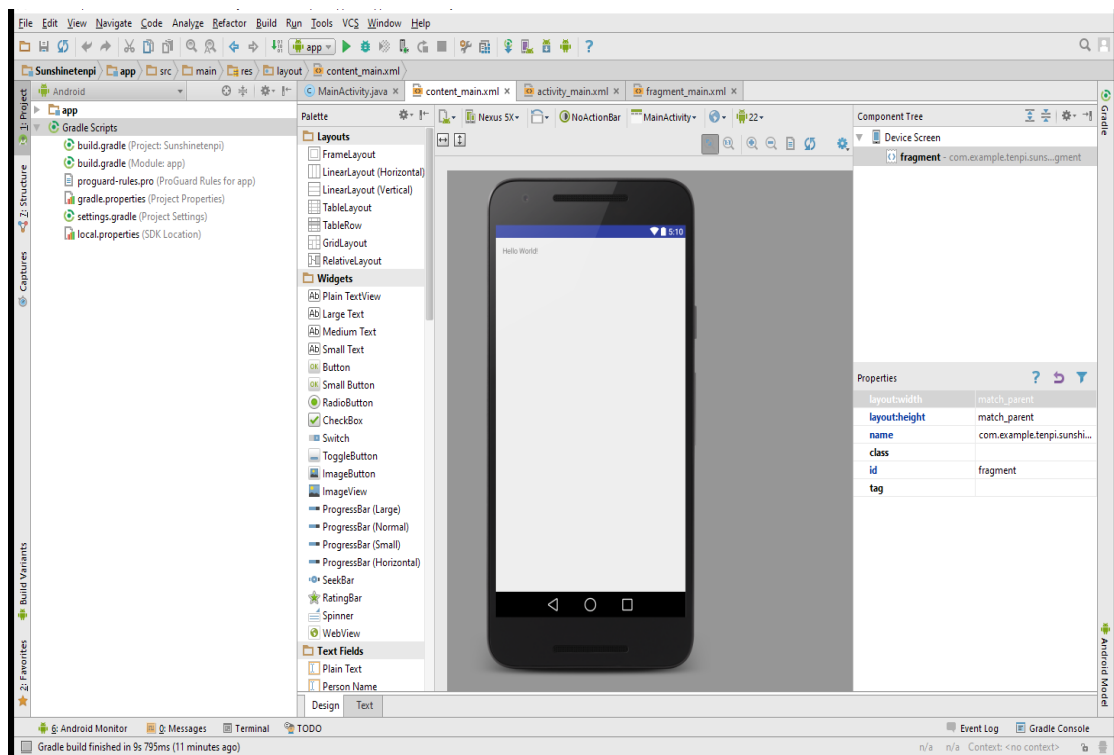 File Edit View Navigate Code Analyze Refactor Build Run Tools VCS Window Help
app
Sunshinetenpi app src main res layout content_main.xml
1: Project
Z: Structure
Captures
Build Variants
2: Favorites
Android
app
Gradle Scripts
build.gradle (Project: Sunshinetenpi)
build.gradle (Module: app)
proguard-rules.pro (ProGuard Rules for app)
gradle.properties (Project Properties)
settings.gradle (Project Settings)
local.properties (SDK Location)
MainActivity.java content_main.xml activity_main.xml fragment_main.xml
Palette
Layouts
FrameLayout
LinearLayout (Horizontal)
LinearLayout (Vertical)
TableLayout
TableRow
GridLayout
RelativeLayout
Widgets
Ab Plain TextView
Ab Large Text
Ab Medium Text
Ab Small Text
OK Button
OK Small Button
RadioButton
CheckBox
Switch
ToggleButton
ImageButton
ImageView
ProgressBar (Large)
ProgressBar (Normal)
ProgressBar (Small)
ProgressBar (Horizontal)
SeekBar
RatingBar
Spinner
WebView
Text Fields
Plain Text
Person Name
Nexus 5X NoActionBar MainActivity 22
5:10
Hello World!
Design Text
Component Tree
Device Screen
fragment - com.example.tenpi.suns...gment
Properties
layout:width match_parent
layout:height match_parent
name com.example.tenpi.sunshi...
class
id fragment
tag
Gradle
Android Model
6: Android Monitor 0: Messages Terminal TODO Event Log Gradle Console
Gradle build finished in 9s 795ms (11 minutes ago) n/a n/a Context: <no context>